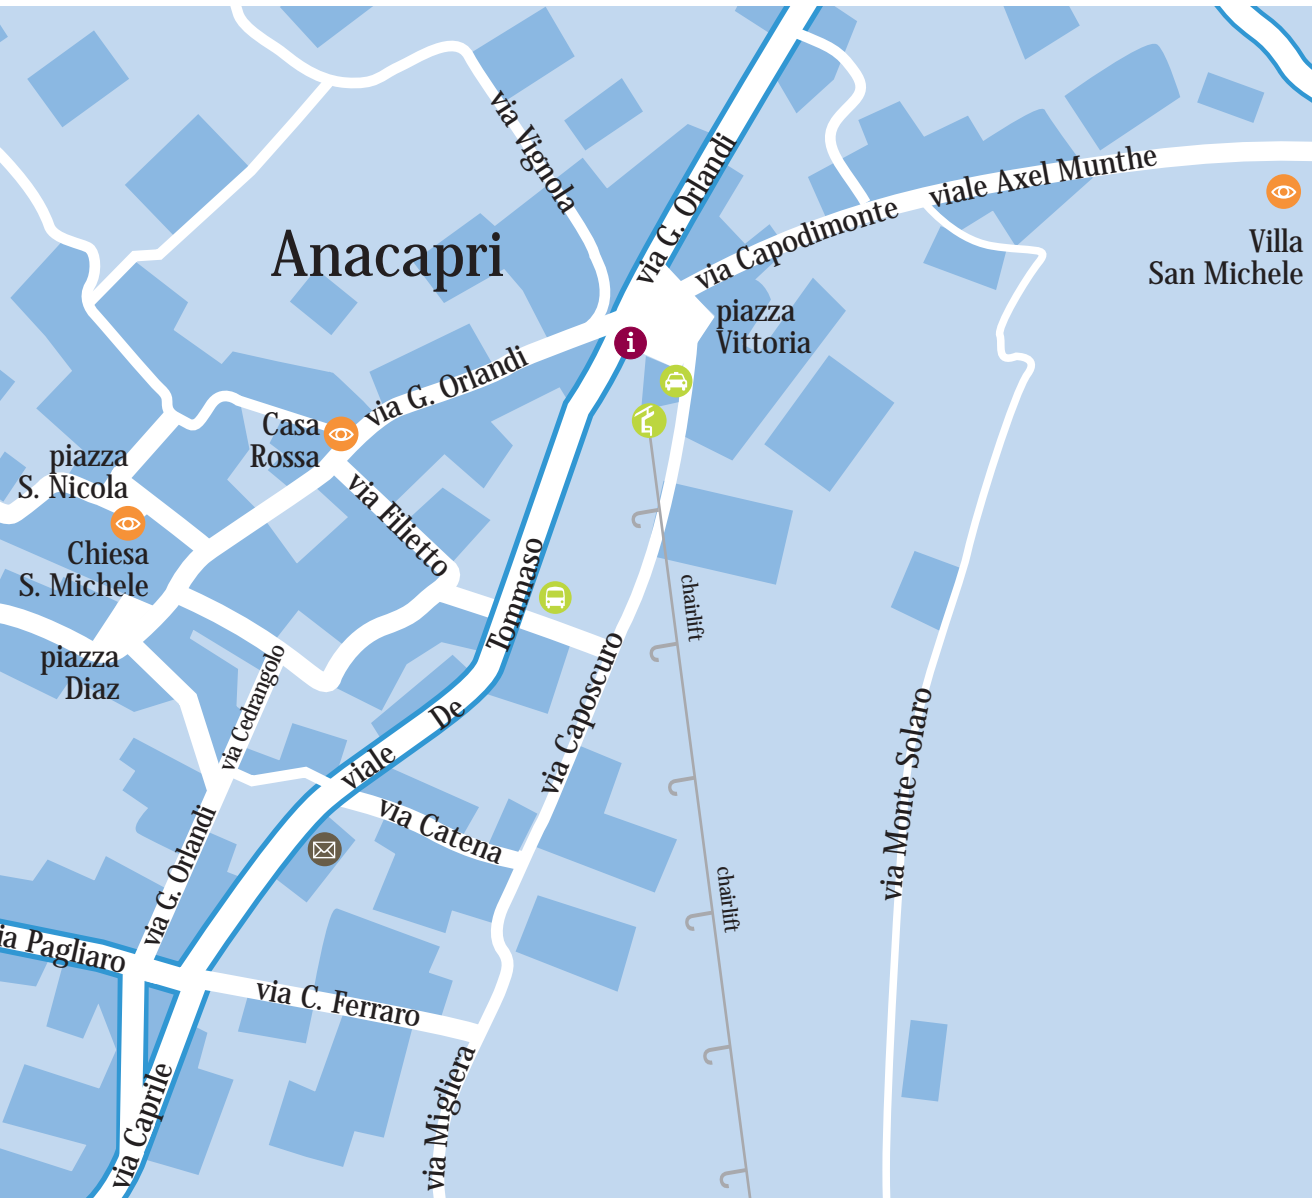 via Vignola
via G. Orlandi
viale Axel Munthe
via Capodimonte
Villa
San Michele
Anacapri
piazza
Vittoria
i
via G. Orlandi
Casa
Rossa
piazza
S. Nicola
via Filietto
Chiesa
S. Michele
chairlift
piazza
Diaz
via Cedrangolo
viale De Tommaso
via Caposcuro
via Monte Solaro
via Catena
via G. Orlandi
chairlift
ia Pagliaro
via C. Ferraro
via Caprile
via Migliera